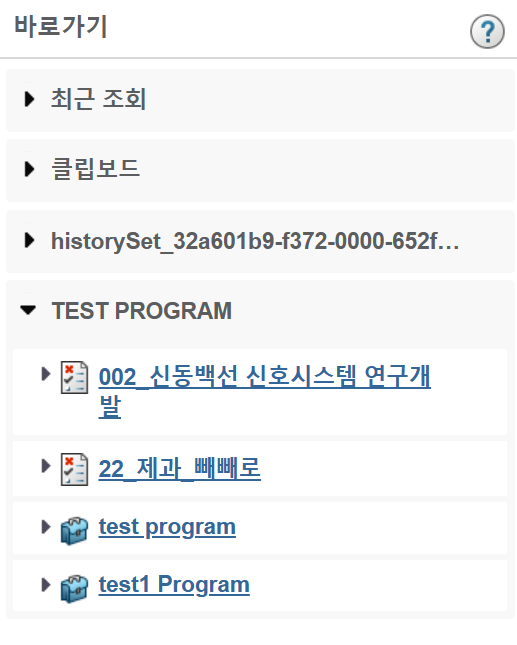 바로가기
?
최근 조회
클립보드
historySet_32a601b9-f372-0000-652f...
TEST PROGRAM
002_신동백선 신호시스템 연구개
발
22_제과_빼빼로
test program
test1 Program